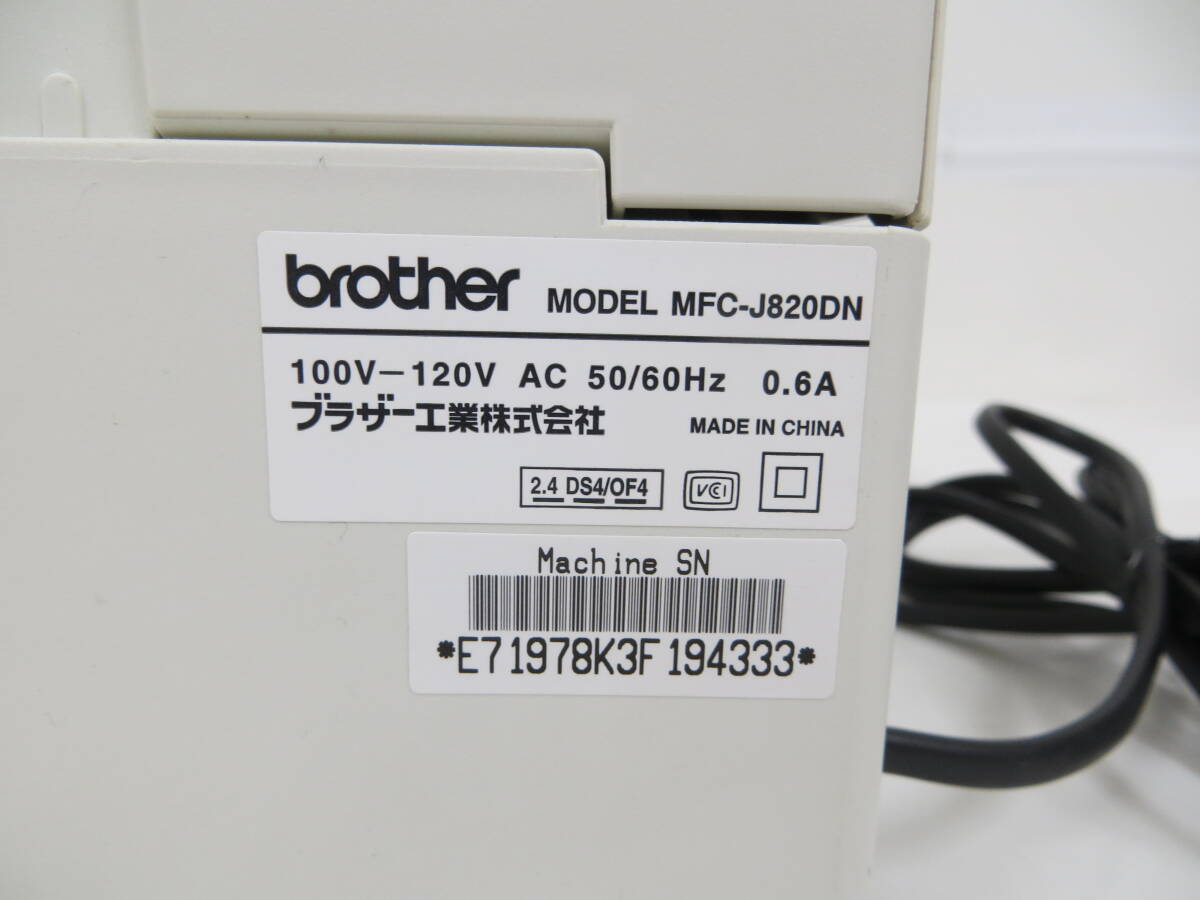 brother MODEL MFC-J820DN
100V－120V AC 50/60Hz 0.6A
ブラザー工業株式会社 MADE IN CHINA
2.4 DS4/OF4 VCI
Machine SN
*E71978K3F194333*